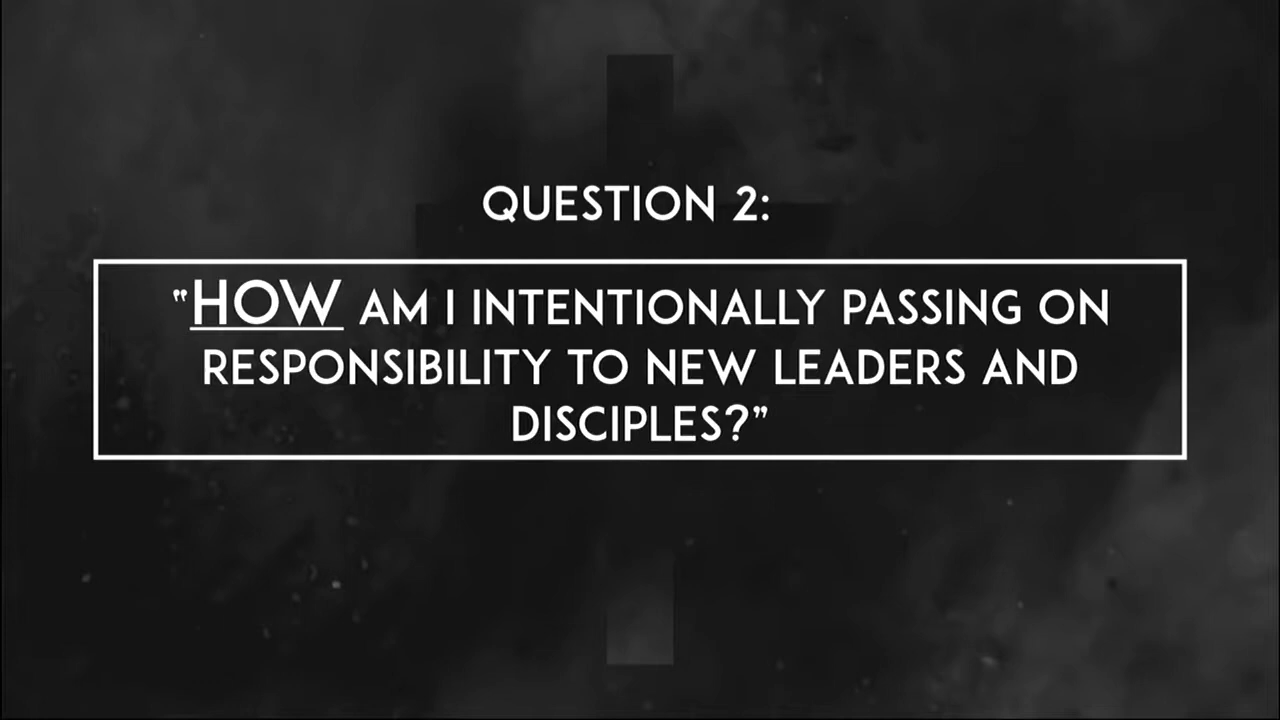 QUESTION 2:
"HOW AM I INTENTIONALLY PASSING ON
RESPONSIBILITY TO NEW LEADERS AND
DISCIPLES?"